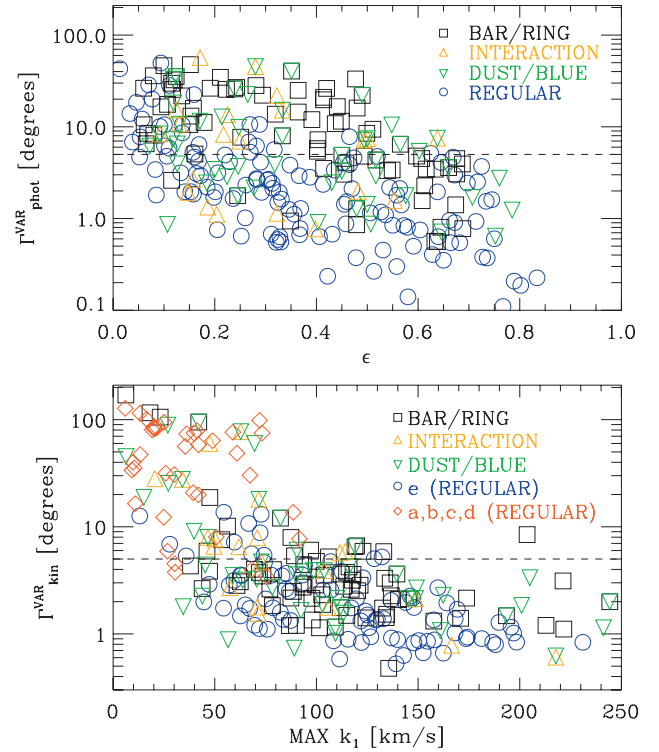 100.0
10.0
1.0
0.1
Γ^VAR_phot [degrees]
BAR/RING
INTERACTION
DUST/BLUE
REGULAR
0.0 0.2 0.4 0.6 0.8 1.0
ε
100
10
1
Γ^VAR_kin [degrees]
BAR/RING
INTERACTION
DUST/BLUE
e (REGULAR)
a,b,c,d (REGULAR)
0 50 100 150 200 250
MAX k₁ [km/s]